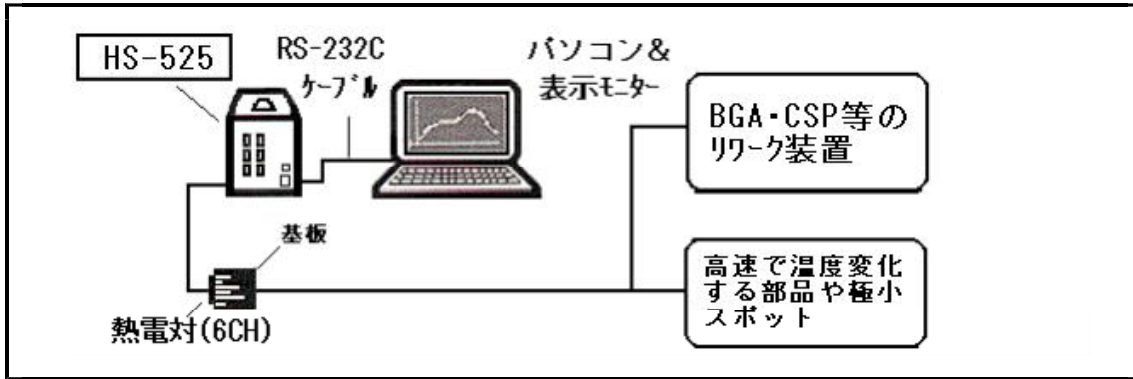 HS-525
RS-232C
ｹｰﾌﾞﾙ
パソコン&
表示ﾓﾆﾀｰ
BGA・CSP等の
ﾘﾜｰｸ装置
基板
熱電対(6CH)
高速で温度変化
する部品や極小
スポット